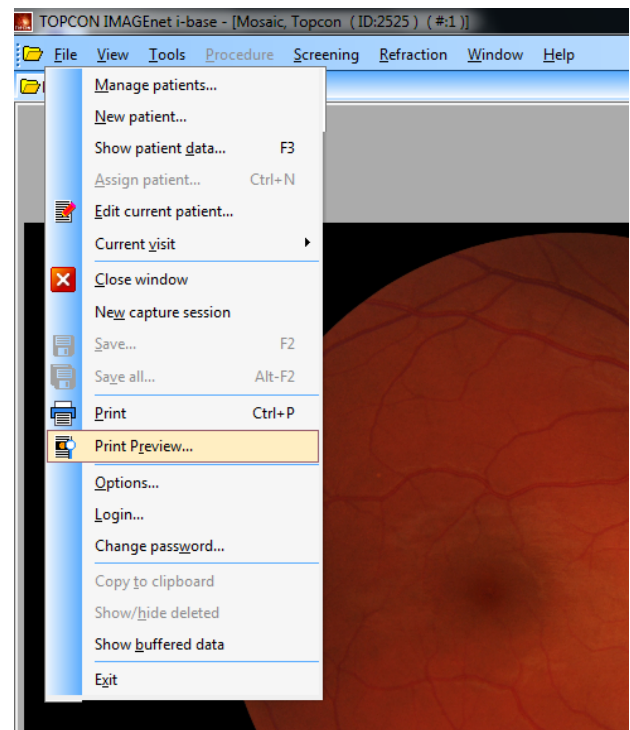 TOPCON IMAGEnet i-base - [Mosaic, Topcon ( ID:2525 ) ( #:1 )]
File View Tools Procedure Screening Refraction Window Help
Manage patients...
New patient...
Show patient data... F3
Assign patient... Ctrl+N
Edit current patient...
Current visit
Close window
New capture session
Save... F2
Save all... Alt-F2
Print Ctrl+P
Print Preview...
Options...
Login...
Change password...
Copy to clipboard
Show/hide deleted
Show buffered data
Exit